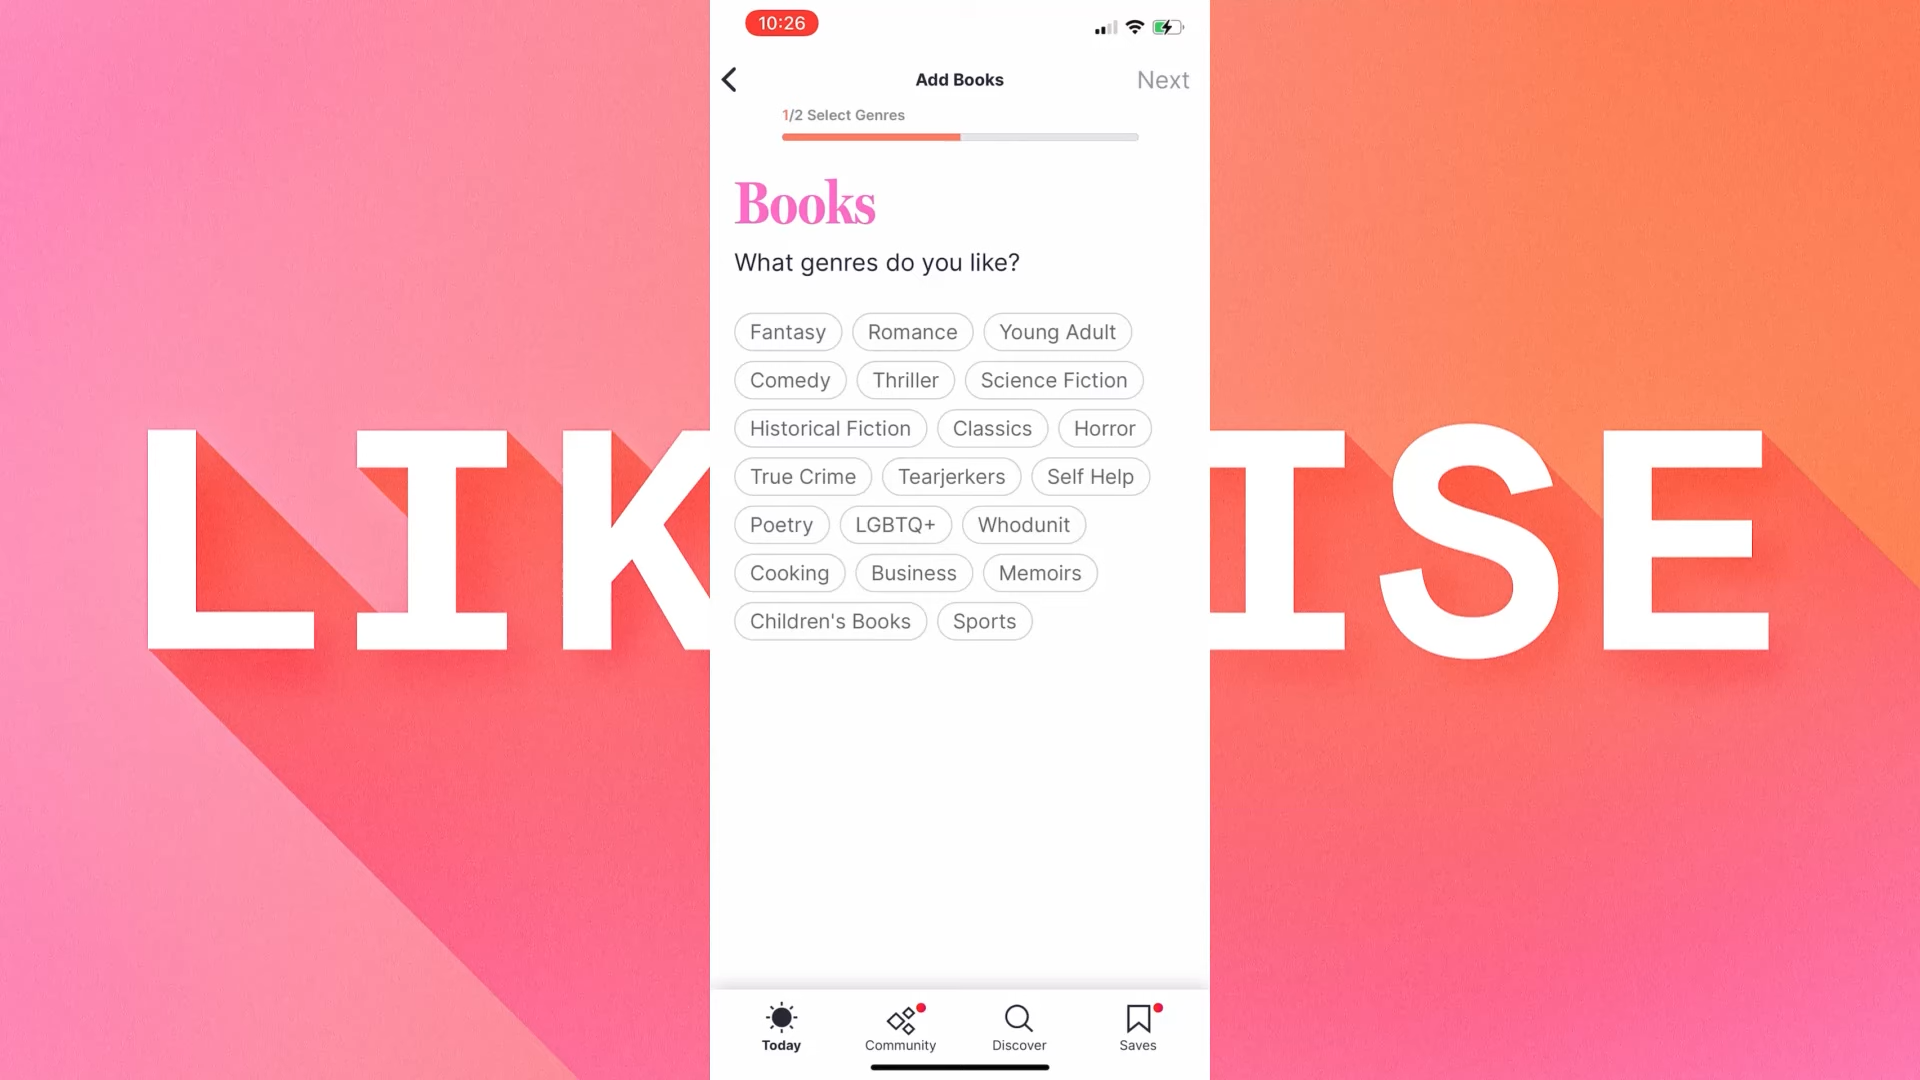 10:26
Add Books
Next
1/2 Select Genres
Books
What genres do you like?
Fantasy Romance Young Adult
Comedy Thriller Science Fiction
Historical Fiction Classics Horror
True Crime Tearjerkers Self Help
Poetry LGBTQ+ Whodunit
Cooking Business Memoirs
Children's Books Sports
LIK ISE
Today Community Discover Saves